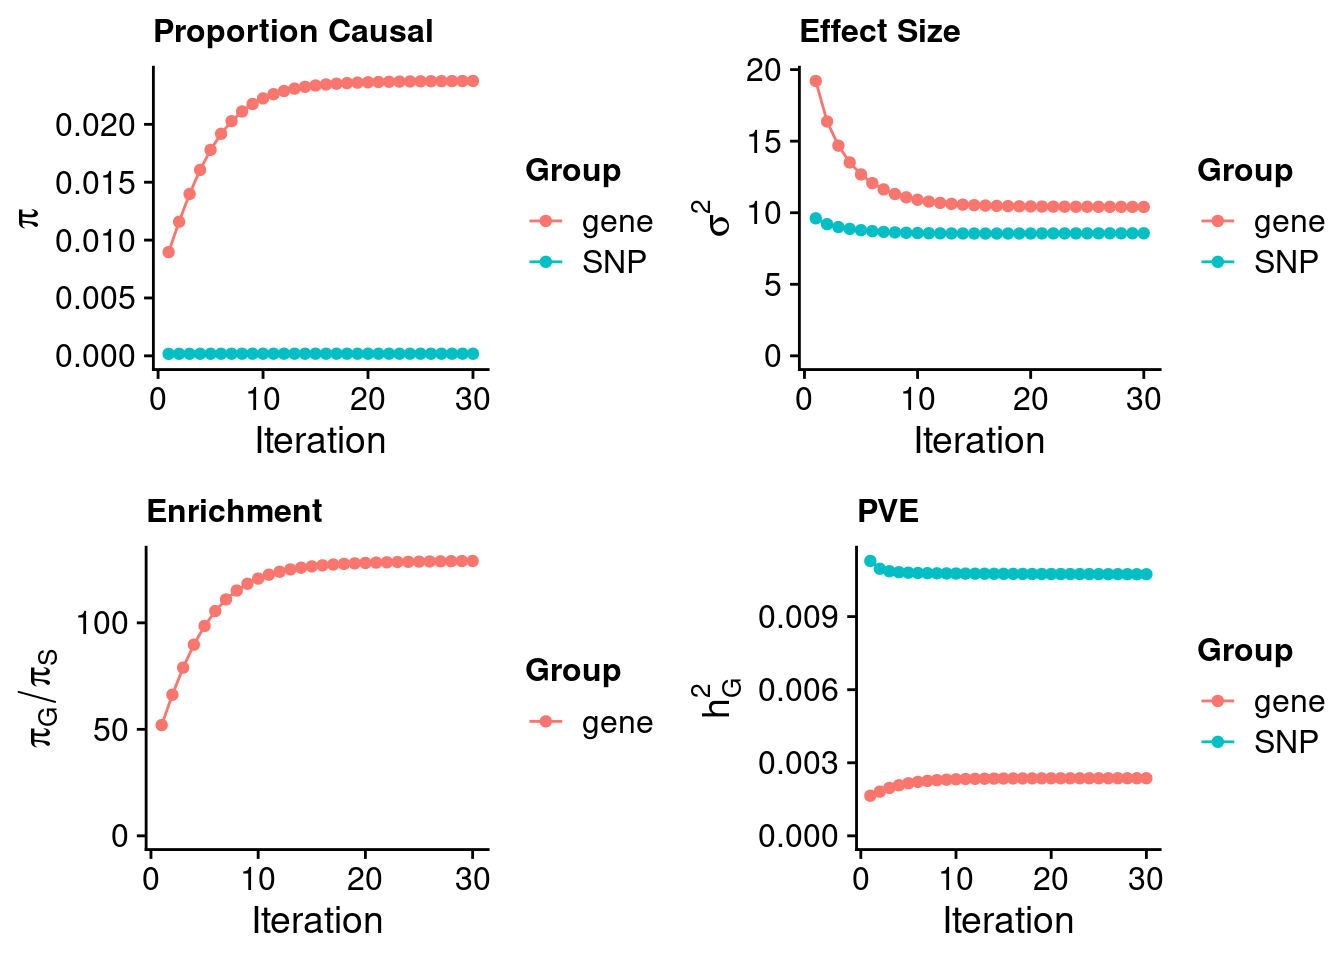 Proportion Causal
π
0.020
0.015
0.010
0.005
0.000
0 10 20 30
Iteration
Group
gene
SNP
Effect Size
σ²
20
15
10
5
0
0 10 20 30
Iteration
Group
gene
SNP
Enrichment
π_G/π_S
100
50
0
0 10 20 30
Iteration
Group
gene
PVE
h²_G
0.009
0.006
0.003
0.000
0 10 20 30
Iteration
Group
gene
SNP